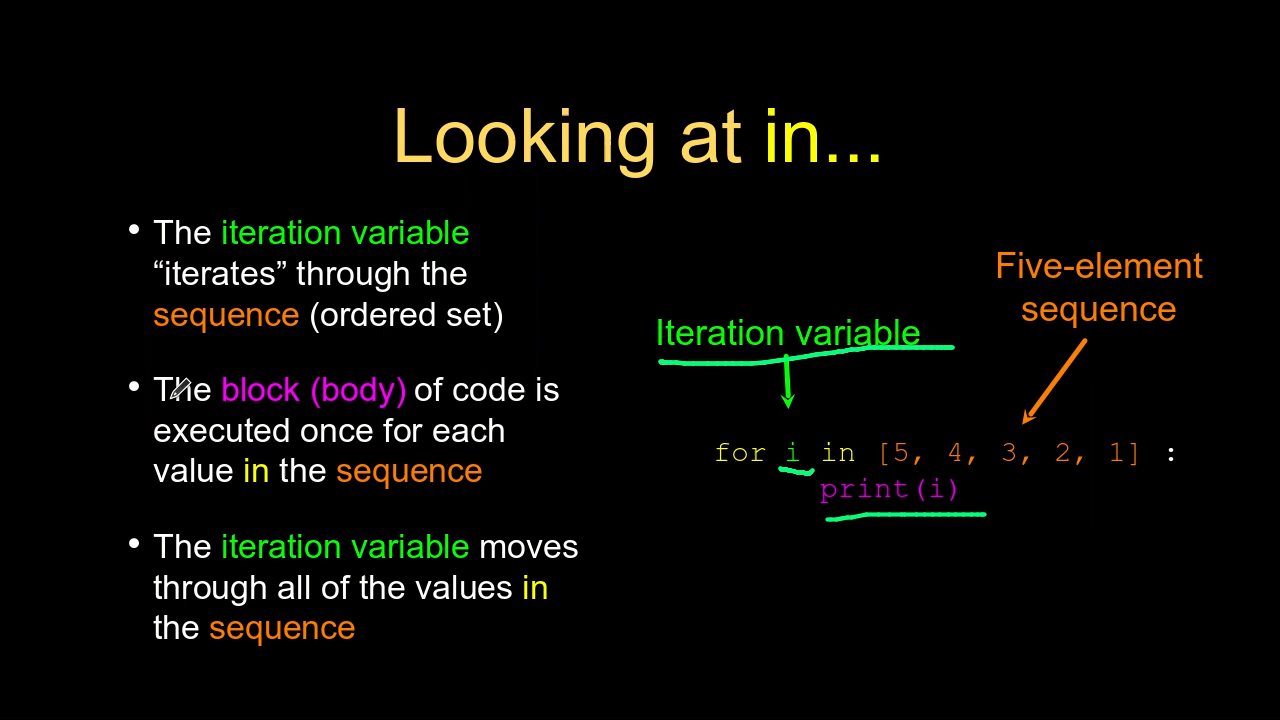 Looking at in...
• The iteration variable
“iterates” through the
sequence (ordered set)
• The block (body) of code is
executed once for each
value in the sequence
• The iteration variable moves
through all of the values in
the sequence
Five-element
sequence
Iteration variable
for i in [5, 4, 3, 2, 1] :
print(i)